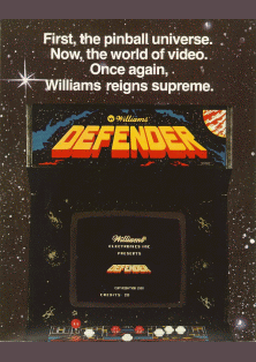 First, the pinball universe.
Now, the world of video.
Once again,
Williams reigns supreme.
Williams
DEFENDER
Williams
ELECTRONICS INC
PRESENTS
DEFENDER
CREDITS: 20